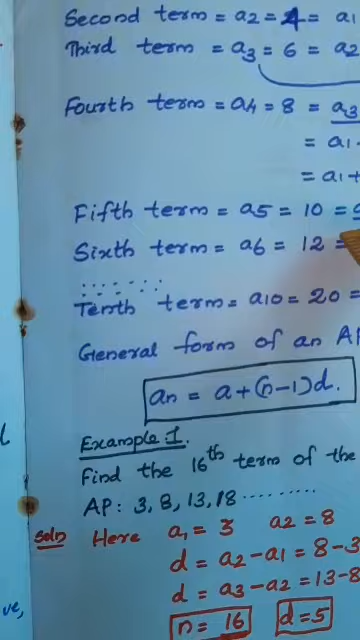 Second term = a2 = 4 = a1
Third term = a3 = 6 = a2
Fourth term = a4 = 8 = a3
= a1
= a1 +
Fifth term = a5 = 10 =
Sixth term = a6 = 12 =
.............
Tenth term = a10 = 20 =
General form of an AP
an = a+(n-1)d.
Example:1.
Find the 16th term of the
AP: 3, 8, 13, 18 ..........
Soln Here a1 = 3 a2 = 8
d = a2 - a1 = 8 - 3
d = a3 - a2 = 13 - 8
n = 16 d = 5
ve,